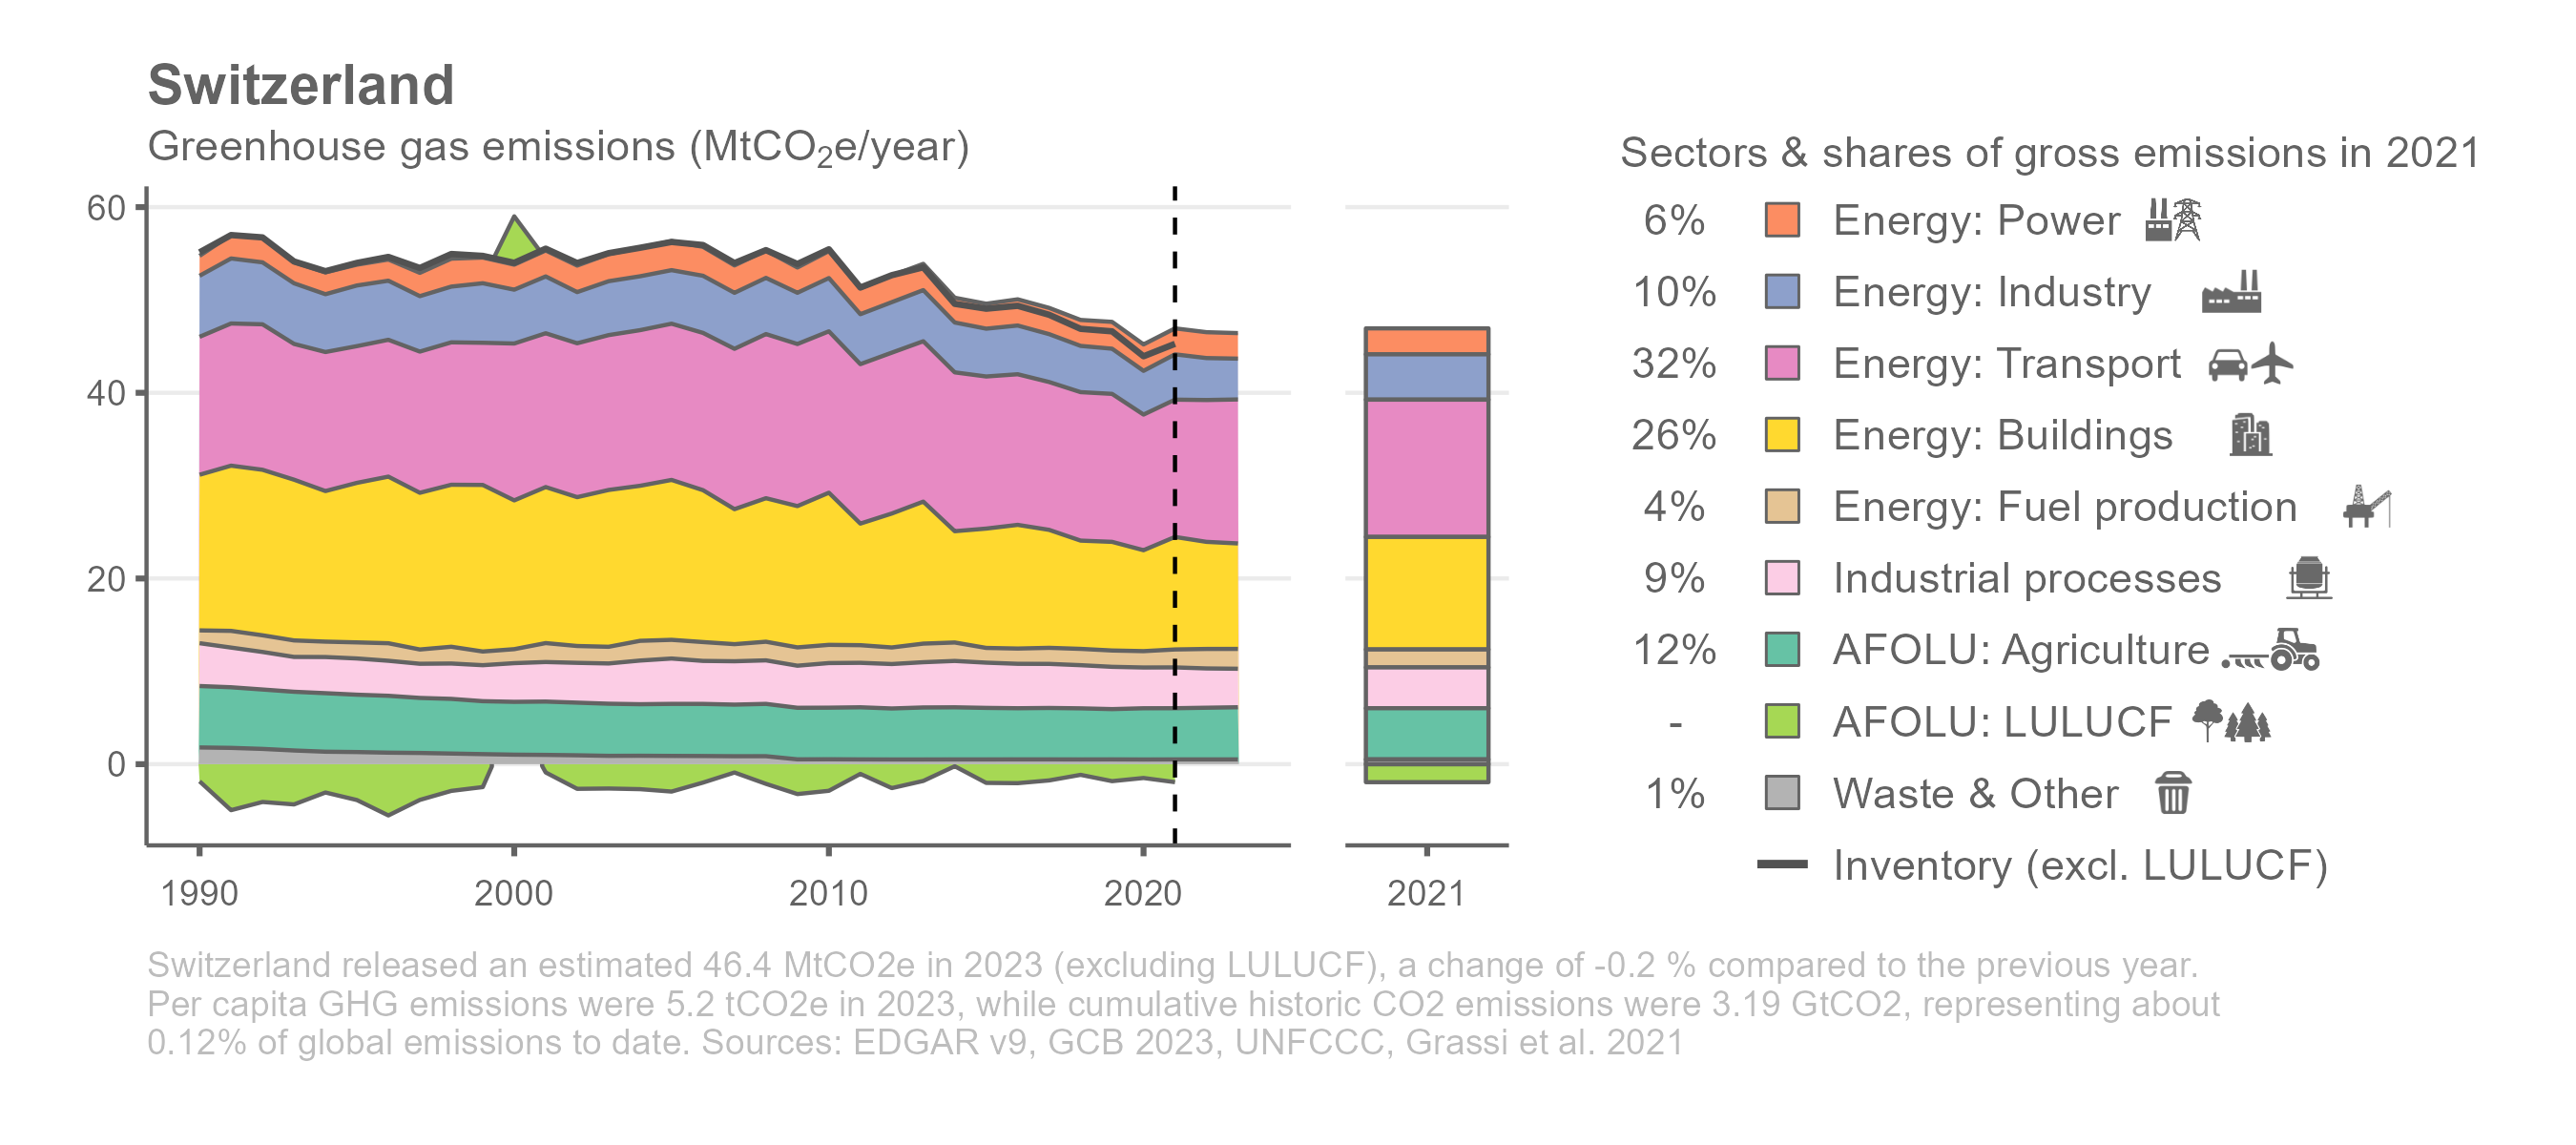 Switzerland
Greenhouse gas emissions (MtCO₂e/year)
Sectors & shares of gross emissions in 2021
60
40
20
0
1990
2000
2010
2020
2021
6% Energy: Power
10% Energy: Industry
32% Energy: Transport
26% Energy: Buildings
4% Energy: Fuel production
9% Industrial processes
12% AFOLU: Agriculture
- AFOLU: LULUCF
1% Waste & Other
Inventory (excl. LULUCF)
Switzerland released an estimated 46.4 MtCO2e in 2023 (excluding LULUCF), a change of -0.2 % compared to the previous year.
Per capita GHG emissions were 5.2 tCO2e in 2023, while cumulative historic CO2 emissions were 3.19 GtCO2, representing about
0.12% of global emissions to date. Sources: EDGAR v9, GCB 2023, UNFCCC, Grassi et al. 2021